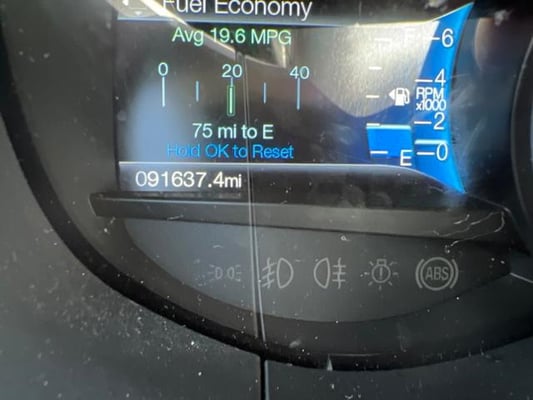 Fuel Economy
Avg 19.6 MPG
0 20 40
75 mi to E
Hold OK to Reset
091637.4mi
F
E
6
4
RPM
x1000
2
0
ABS